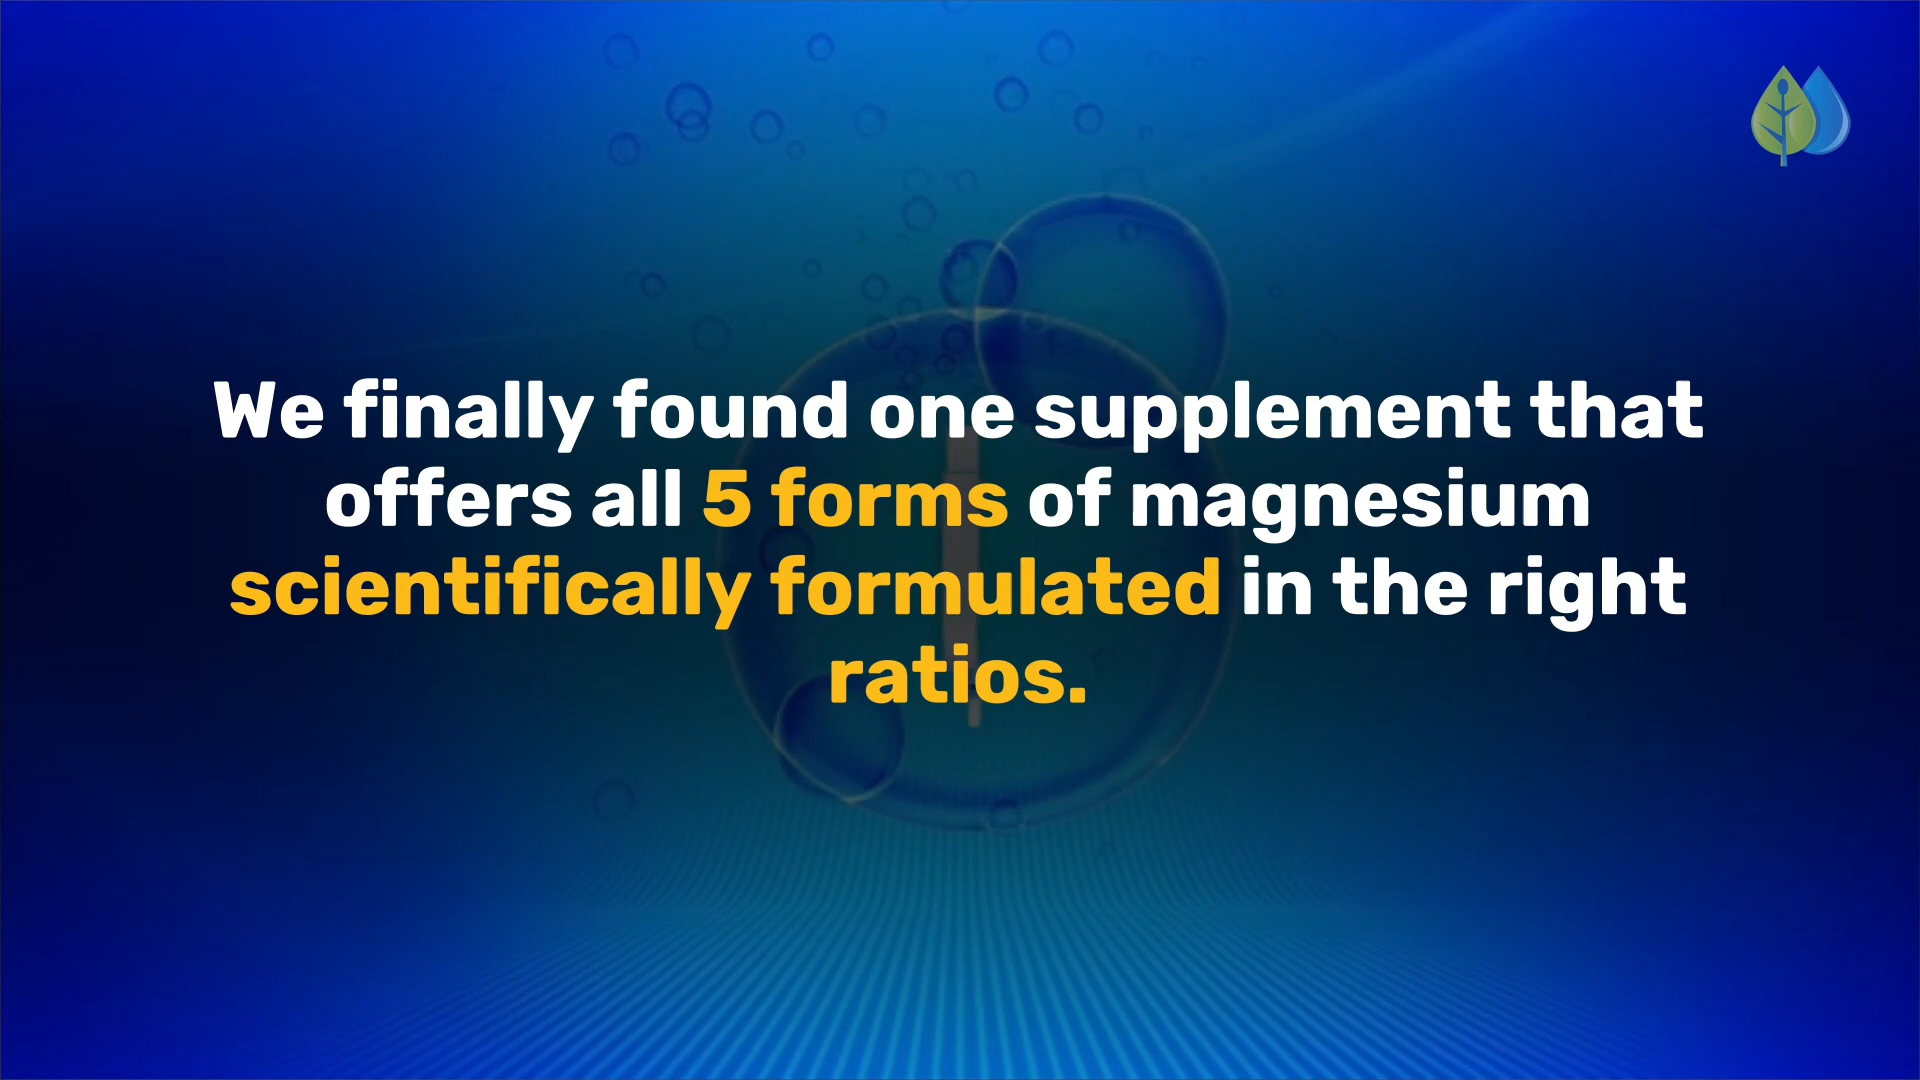 We finally found one supplement that
offers all 5 forms of magnesium
scientifically formulated in the right
ratios.